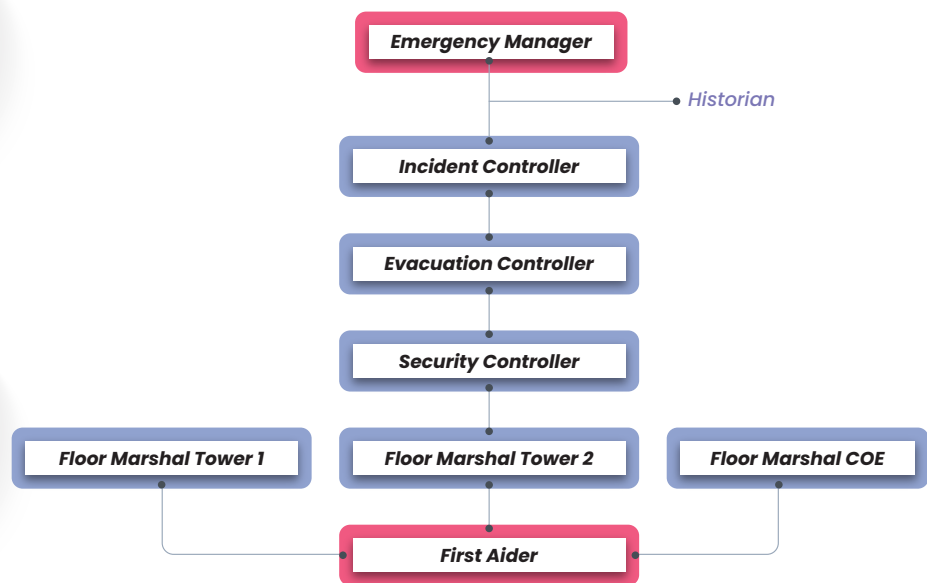 Emergency Manager
Historian
Incident Controller
Evacuation Controller
Security Controller
Floor Marshal Tower 1
Floor Marshal Tower 2
Floor Marshal COE
First Aider